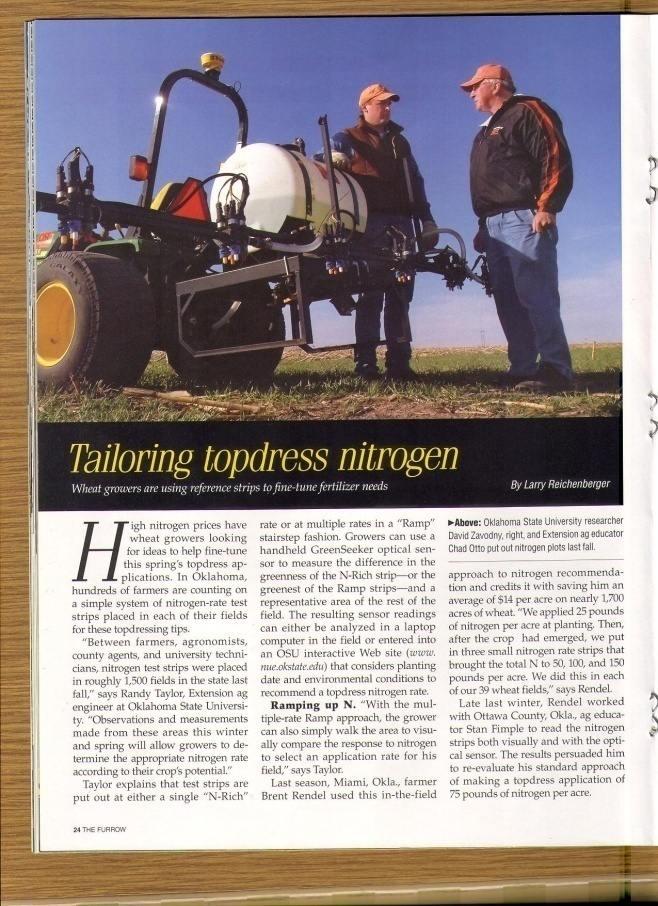 Tailoring topdress nitrogen
Wheat growers are using reference strips to fine-tune fertilizer needs
By Larry Reichenberger
High nitrogen prices have
wheat growers looking
for ideas to help fine-tune
this spring's topdress ap-
plications. In Oklahoma,
hundreds of farmers are counting on
a simple system of nitrogen-rate test
strips placed in each of their fields
for these topdressing tips.
"Between farmers, agronomists,
county agents, and university techni-
cians, nitrogen test strips were placed
in roughly 1,500 fields in the state last
fall," says Randy Taylor, Extension ag
engineer at Oklahoma State Universi-
ty. "Observations and measurements
made from these areas this winter
and spring will allow growers to de-
termine the appropriate nitrogen rate
according to their crop's potential."
Taylor explains that test strips are
put out at either a single "N-Rich"
rate or at multiple rates in a "Ramp"
stairstep fashion. Growers can use a
handheld GreenSeeker optical sen-
sor to measure the difference in the
greenness of the N-Rich strip—or the
greenest of the Ramp strips—and a
representative area of the rest of the
field. The resulting sensor readings
can either be analyzed in a laptop
computer in the field or entered into
an OSU interactive Web site (www.
nue.okstate.edu) that considers planting
date and environmental conditions to
recommend a topdress nitrogen rate.
Ramping up N. "With the mul-
tiple-rate Ramp approach, the grower
can also simply walk the area to visu-
ally compare the response to nitrogen
to select an application rate for his
field," says Taylor.
Last season, Miami, Okla., farmer
Brent Rendel used this in-the-field
►Above: Oklahoma State University researcher
David Zavodny, right, and Extension ag educator
Chad Otto put out nitrogen plots last fall.
approach to nitrogen recommenda-
tion and credits it with saving him an
average of $14 per acre on nearly 1,700
acres of wheat. "We applied 25 pounds
of nitrogen per acre at planting. Then,
after the crop had emerged, we put
in three small nitrogen rate strips that
brought the total N to 50, 100, and 150
pounds per acre. We did this in each
of our 39 wheat fields," says Rendel.
Late last winter, Rendel worked
with Ottawa County, Okla., ag educa-
tor Stan Fimple to read the nitrogen
strips both visually and with the opti-
cal sensor. The results persuaded him
to re-evaluate his standard approach
of making a topdress application of
75 pounds of nitrogen per acre.
24 THE FURROW